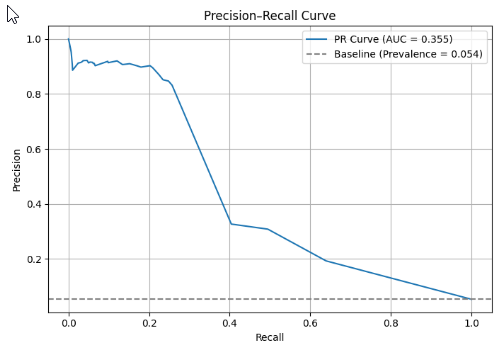 Precision–Recall Curve
PR Curve (AUC = 0.355)
Baseline (Prevalence = 0.054)
1.0
0.8
0.6
0.4
0.2
Precision
0.0 0.2 0.4 0.6 0.8 1.0
Recall